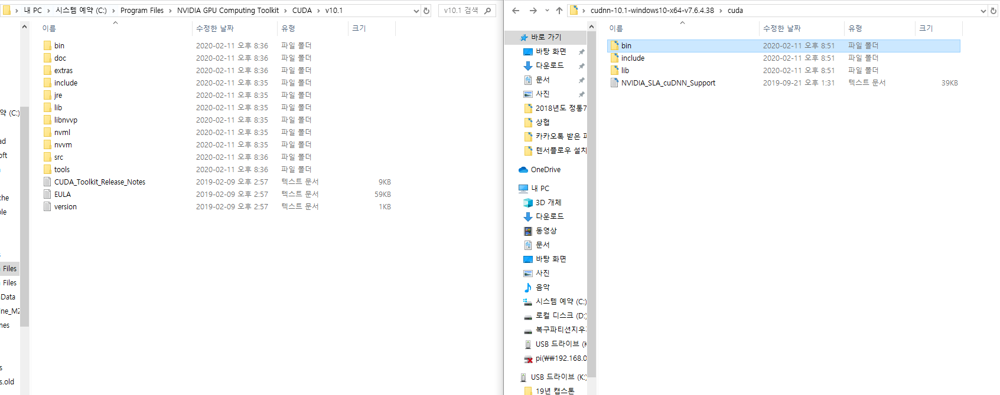 내 PC > 시스템 예약 (C:) > Program Files > NVIDIA GPU Computing Toolkit > CUDA > v10.1
v10.1 검색
이름 수정한 날짜 유형 크기
bin 2020-02-11 오후 8:36 파일 폴더
doc 2020-02-11 오후 8:36 파일 폴더
extras 2020-02-11 오후 8:36 파일 폴더
include 2020-02-11 오후 8:36 파일 폴더
jre 2020-02-11 오후 8:35 파일 폴더
lib 2020-02-11 오후 8:35 파일 폴더
libnvvp 2020-02-11 오후 8:35 파일 폴더
nvml 2020-02-11 오후 8:35 파일 폴더
nvvm 2020-02-11 오후 8:35 파일 폴더
src 2020-02-11 오후 8:36 파일 폴더
tools 2020-02-11 오후 8:36 파일 폴더
CUDA_Toolkit_Release_Notes 2019-02-09 오후 2:57 텍스트 문서 9KB
EULA 2019-02-09 오후 2:57 텍스트 문서 59KB
version 2019-02-09 오후 2:57 텍스트 문서 1KB
약 (C:)
ad
oft
che
ole
Files
Files
Data
ine_MZ
nes
s
s.old
cudnn-10.1-windows10-x64-v7.6.4.38 > cuda
바로 가기
바탕 화면
다운로드
문서
사진
2018년도 정통7
상협
카카오톡 받은 파
텐서플로우 설치
OneDrive
내 PC
3D 개체
다운로드
동영상
문서
바탕 화면
사진
음악
시스템 예약 (C:)
로컬 디스크 (D:)
복구파티션지우
USB 드라이브 (K
pi(₩₩192.168.0
USB 드라이브 (K:)
19년 캡스톤
이름 수정한 날짜 유형 크기
bin 2020-02-11 오후 8:51 파일 폴더
include 2020-02-11 오후 8:51 파일 폴더
lib 2020-02-11 오후 8:51 파일 폴더
NVIDIA_SLA_cuDNN_Support 2019-09-21 오후 1:31 텍스트 문서 39KB